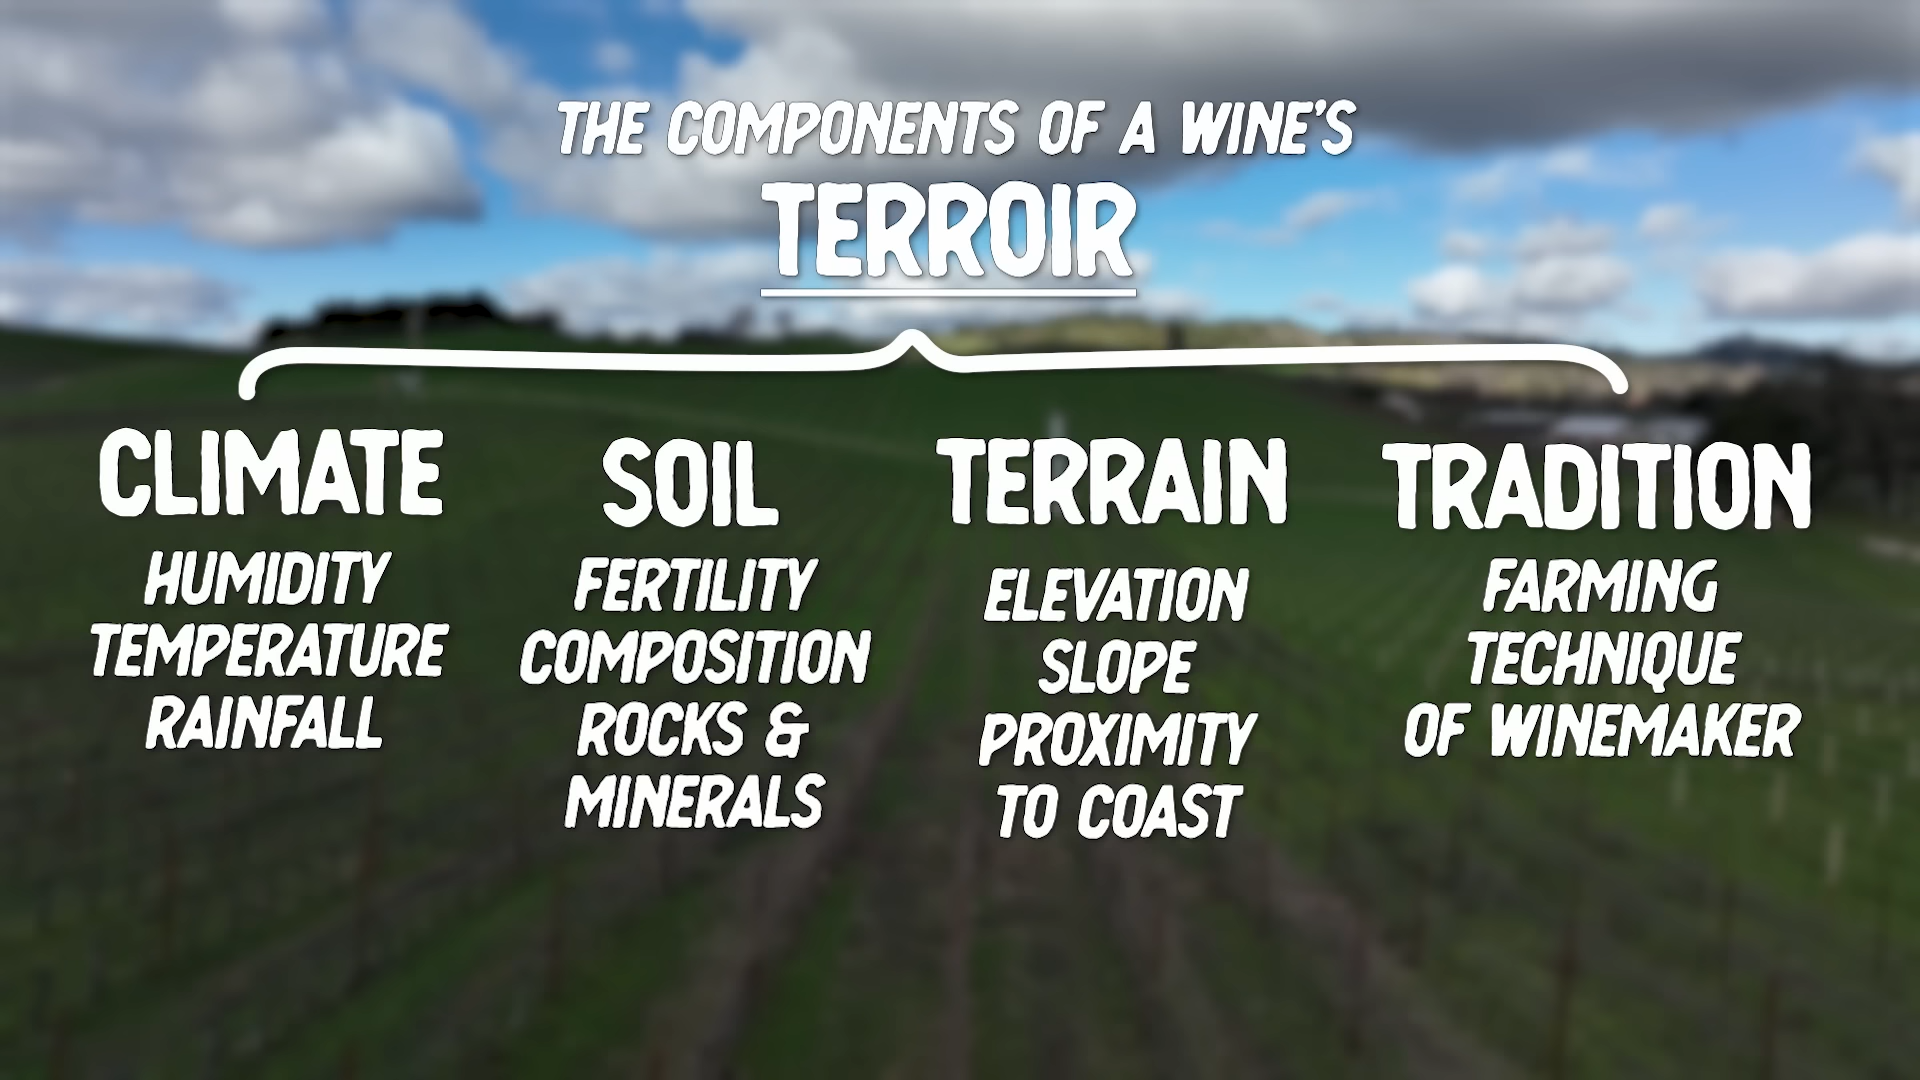 THE COMPONENTS OF A WINE'S
TERROIR
CLIMATE
HUMIDITY
TEMPERATURE
RAINFALL
SOIL
FERTILITY
COMPOSITION
ROCKS &
MINERALS
TERRAIN
ELEVATION
SLOPE
PROXIMITY
TO COAST
TRADITION
FARMING
TECHNIQUE
OF WINEMAKER